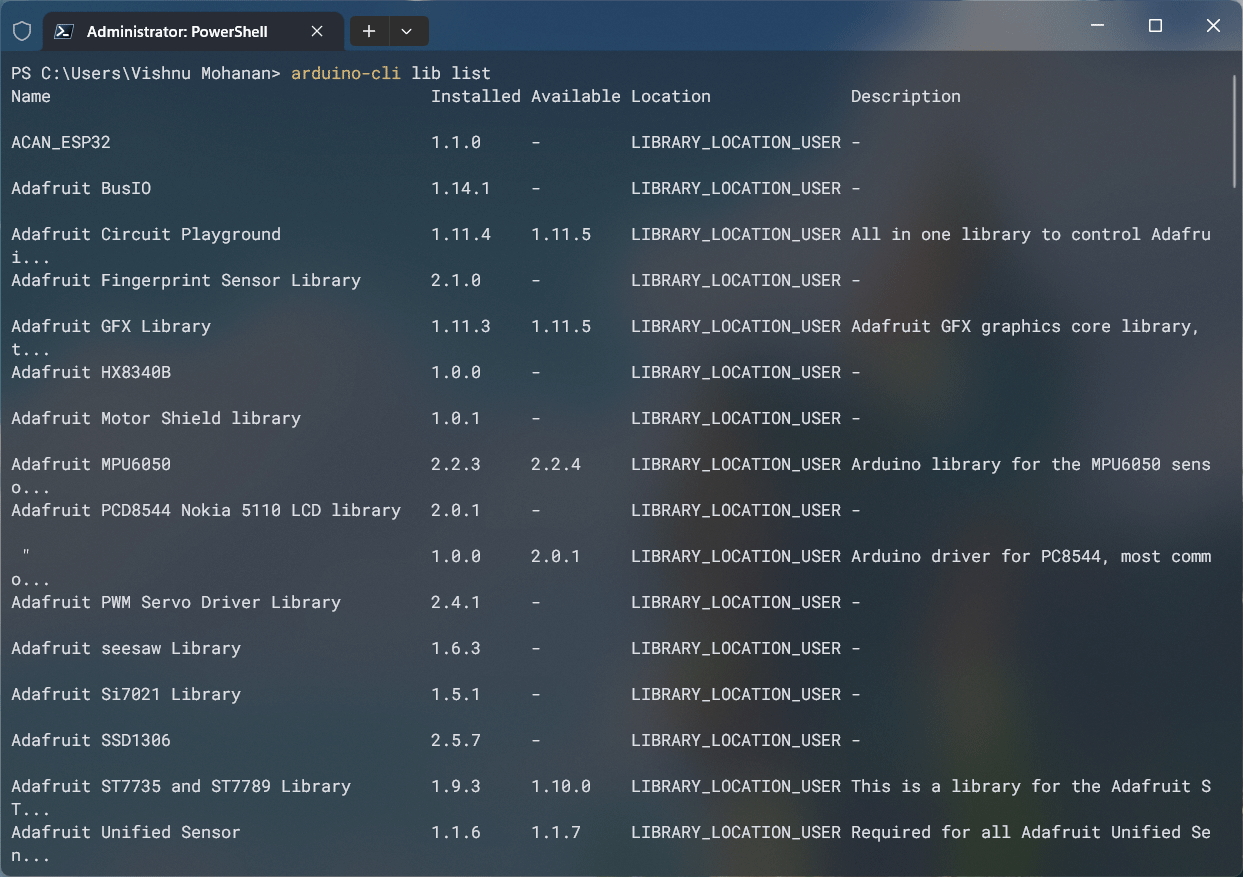 Administrator: PowerShell
PS C:\Users\Vishnu Mohanan> arduino-cli lib list
Name Installed Available Location Description
ACAN_ESP32 1.1.0 - LIBRARY_LOCATION_USER -
Adafruit BusIO 1.14.1 - LIBRARY_LOCATION_USER -
Adafruit Circuit Playground 1.11.4 1.11.5 LIBRARY_LOCATION_USER All in one library to control Adafru
i...
Adafruit Fingerprint Sensor Library 2.1.0 - LIBRARY_LOCATION_USER -
Adafruit GFX Library 1.11.3 1.11.5 LIBRARY_LOCATION_USER Adafruit GFX graphics core library,
t...
Adafruit HX8340B 1.0.0 - LIBRARY_LOCATION_USER -
Adafruit Motor Shield library 1.0.1 - LIBRARY_LOCATION_USER -
Adafruit MPU6050 2.2.3 2.2.4 LIBRARY_LOCATION_USER Arduino library for the MPU6050 sens
o...
Adafruit PCD8544 Nokia 5110 LCD library 2.0.1 - LIBRARY_LOCATION_USER -
" 1.0.0 2.0.1 LIBRARY_LOCATION_USER Arduino driver for PC8544, most comm
o...
Adafruit PWM Servo Driver Library 2.4.1 - LIBRARY_LOCATION_USER -
Adafruit seesaw Library 1.6.3 - LIBRARY_LOCATION_USER -
Adafruit Si7021 Library 1.5.1 - LIBRARY_LOCATION_USER -
Adafruit SSD1306 2.5.7 - LIBRARY_LOCATION_USER -
Adafruit ST7735 and ST7789 Library 1.9.3 1.10.0 LIBRARY_LOCATION_USER This is a library for the Adafruit S
T...
Adafruit Unified Sensor 1.1.6 1.1.7 LIBRARY_LOCATION_USER Required for all Adafruit Unified Se
n...